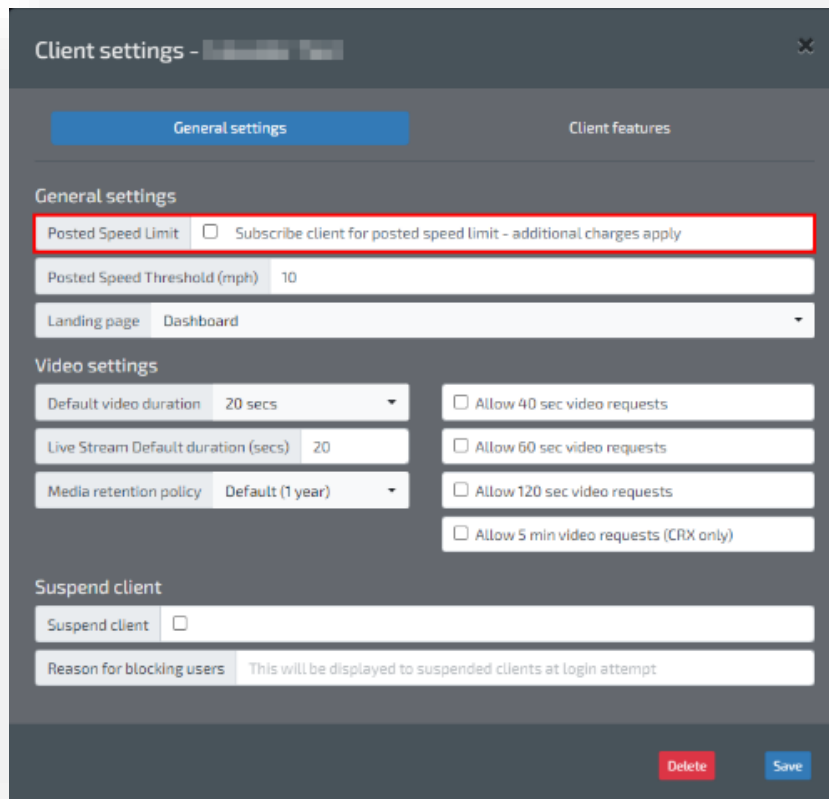 Client settings -
General settings
Client features
General settings
Posted Speed Limit Subscribe client for posted speed limit - additional charges apply
Posted Speed Threshold (mph) 10
Landing page Dashboard
Video settings
Default video duration 20 secs
Allow 40 sec video requests
Live Stream Default duration (secs) 20
Allow 60 sec video requests
Media retention policy Default (1 year)
Allow 120 sec video requests
Allow 5 min video requests (CRX only)
Suspend client
Suspend client
Reason for blocking users This will be displayed to suspended clients at login attempt
Delete
Save